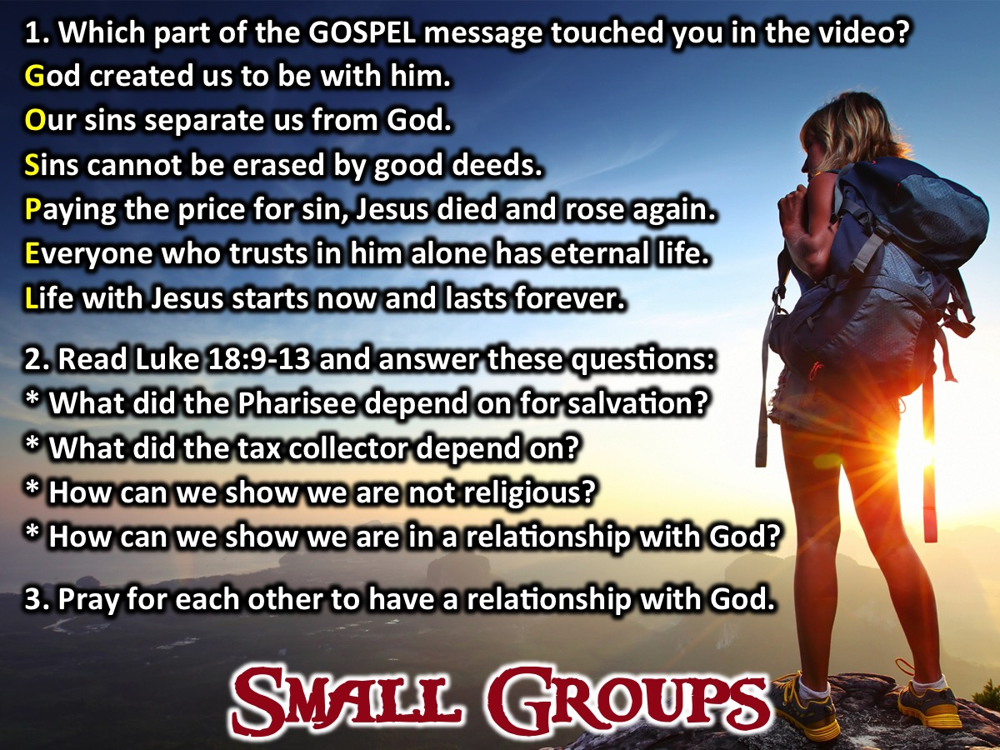 1. Which part of the GOSPEL message touched you in the video?
God created us to be with him.
Our sins separate us from God.
Sins cannot be erased by good deeds.
Paying the price for sin, Jesus died and rose again.
Everyone who trusts in him alone has eternal life.
Life with Jesus starts now and lasts forever.
2. Read Luke 18:9-13 and answer these questions:
* What did the Pharisee depend on for salvation?
* What did the tax collector depend on?
* How can we show we are not religious?
* How can we show we are in a relationship with God?
3. Pray for each other to have a relationship with God.
Small Groups